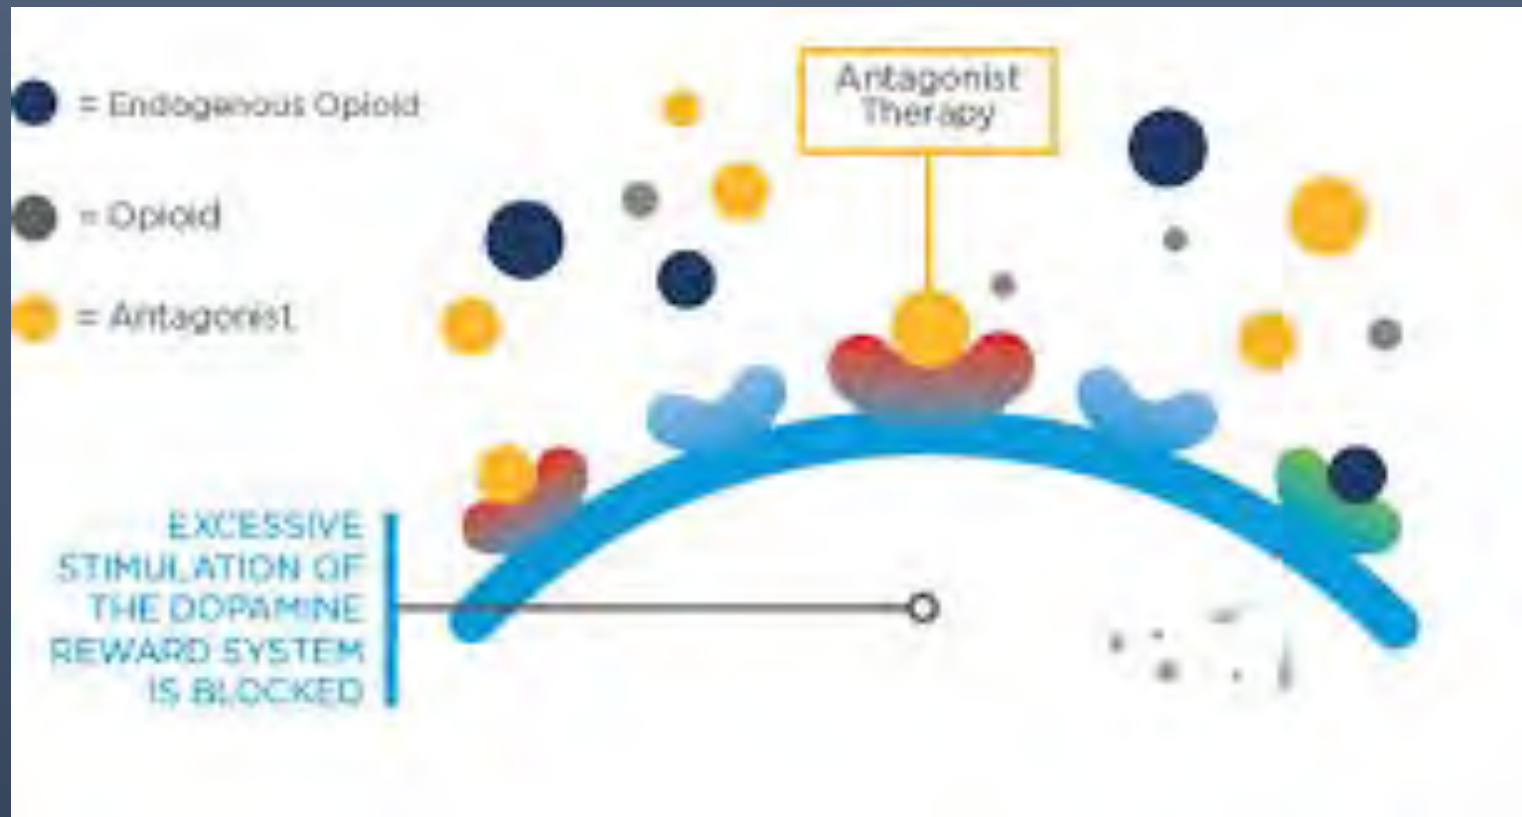 = Endogenous Opioid
= Opioid
= Antagonist
Antagonist
Therapy
EXCESSIVE
STIMULATION OF
THE DOPAMINE
REWARD SYSTEM
IS BLOCKED